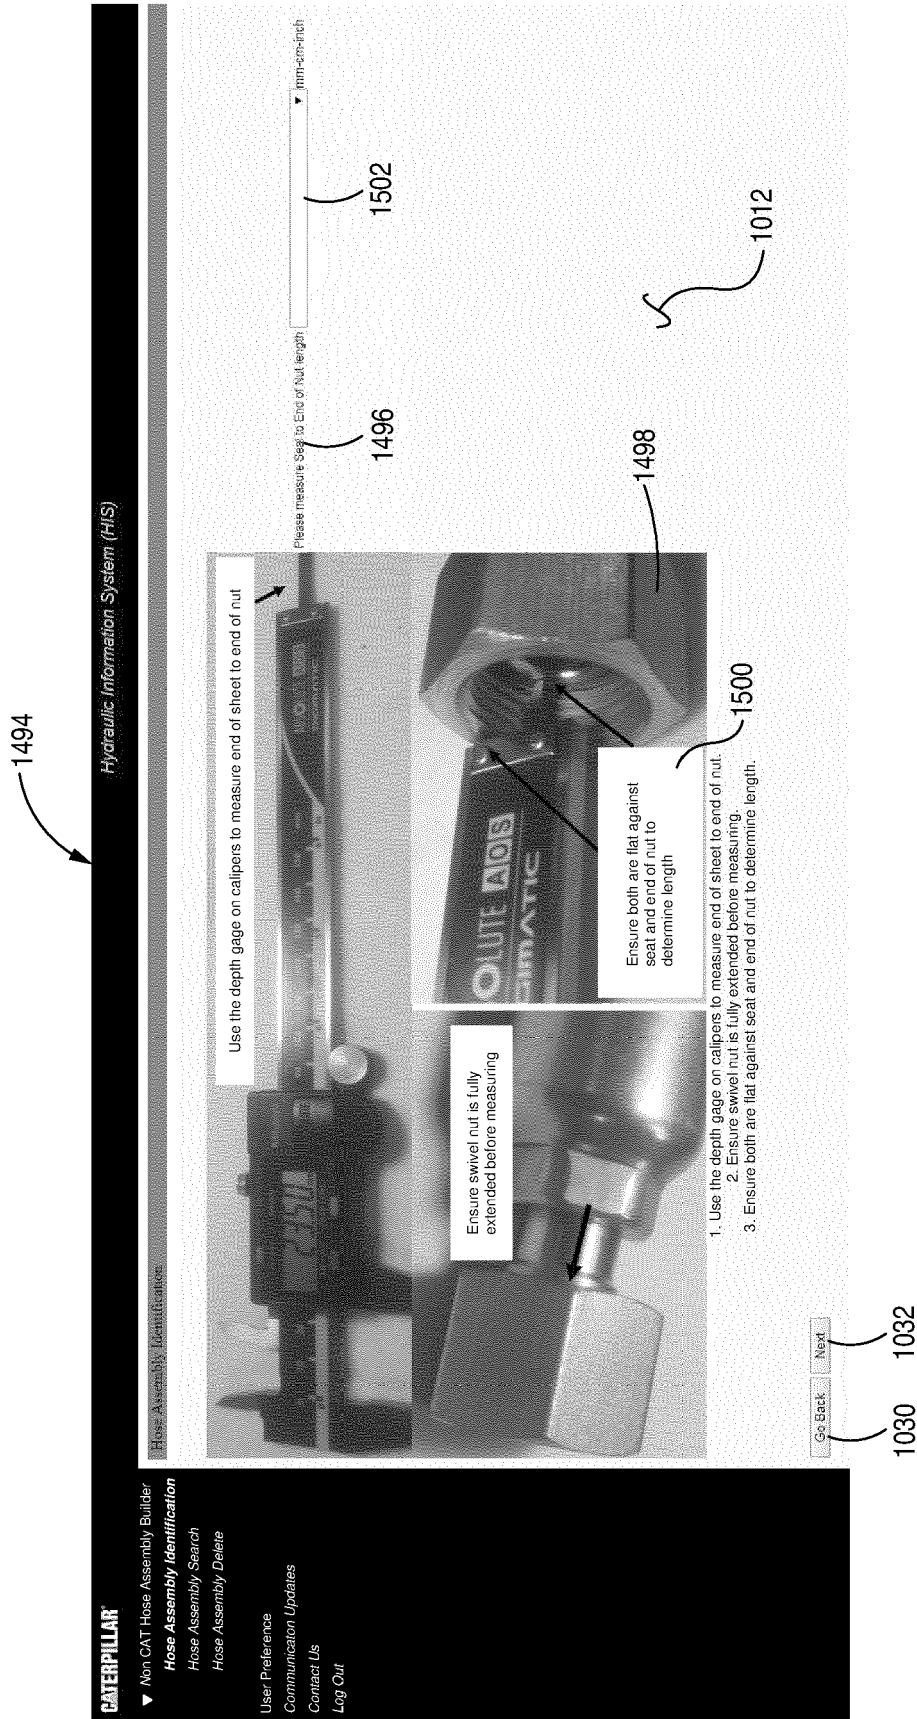 1494
CATERPILLAR
Hydraulic Information System (HIS)
▼ Non CAT Hose Assembly Builder
Hose Assembly Identification
Hose Assembly Search
Hose Assembly Delete
User Preference
Communicaton Updates
Contact Us
Log Out
Hose Assembly Identification
Use the depth gage on calipers to measure end of sheet to end of nut
Please measure Seal to End of Nut length
▼ mm-cm-inch
1496
1502
Ensure swivel nut is fully
extended before measuring
OLUTE AOS
GIMATIC
Ensure both are flat against
seat and end of nut to
determine length
1498
1500
1012
1. Use the depth gage on calipers to measure end of sheet to end of nut.
2. Ensure swivel nut is fully extended before measuring.
3. Ensure both are flat against seat and end of nut to determine length.
Go Back
Next
1030
1032